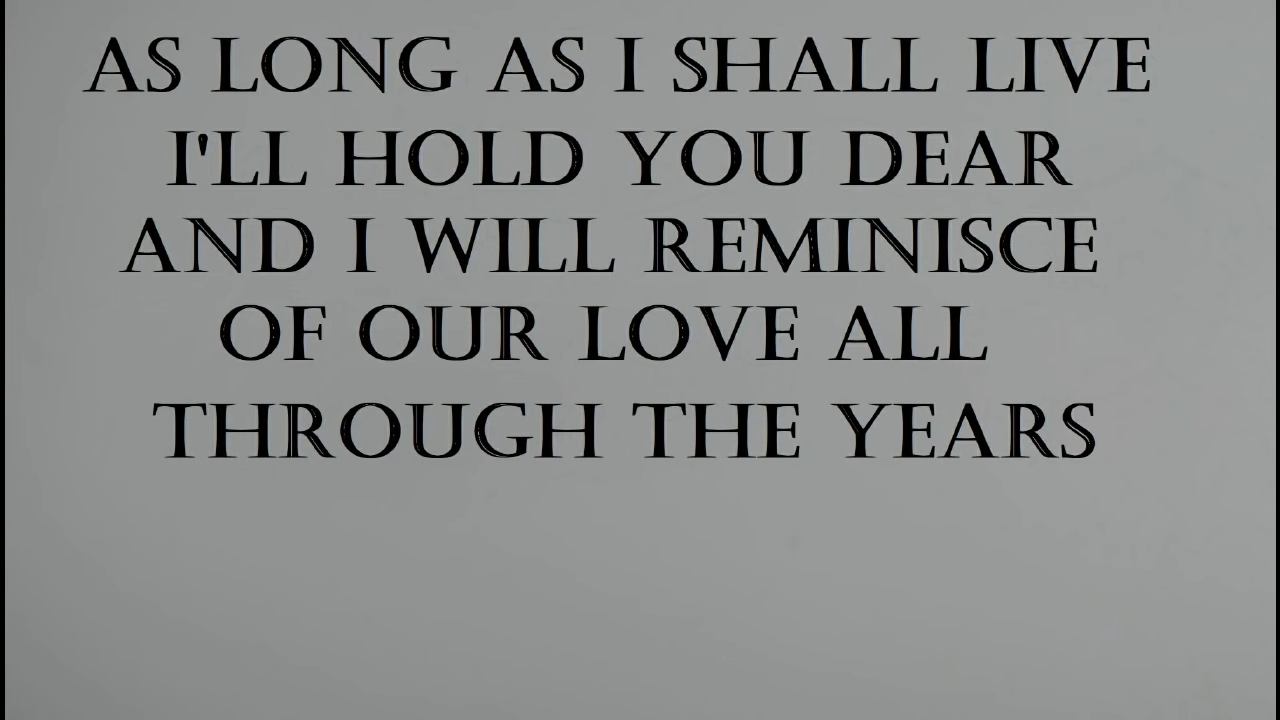 AS LONG AS I SHALL LIVE
I'LL HOLD YOU DEAR
AND I WILL REMINISCE
OF OUR LOVE ALL
THROUGH THE YEARS